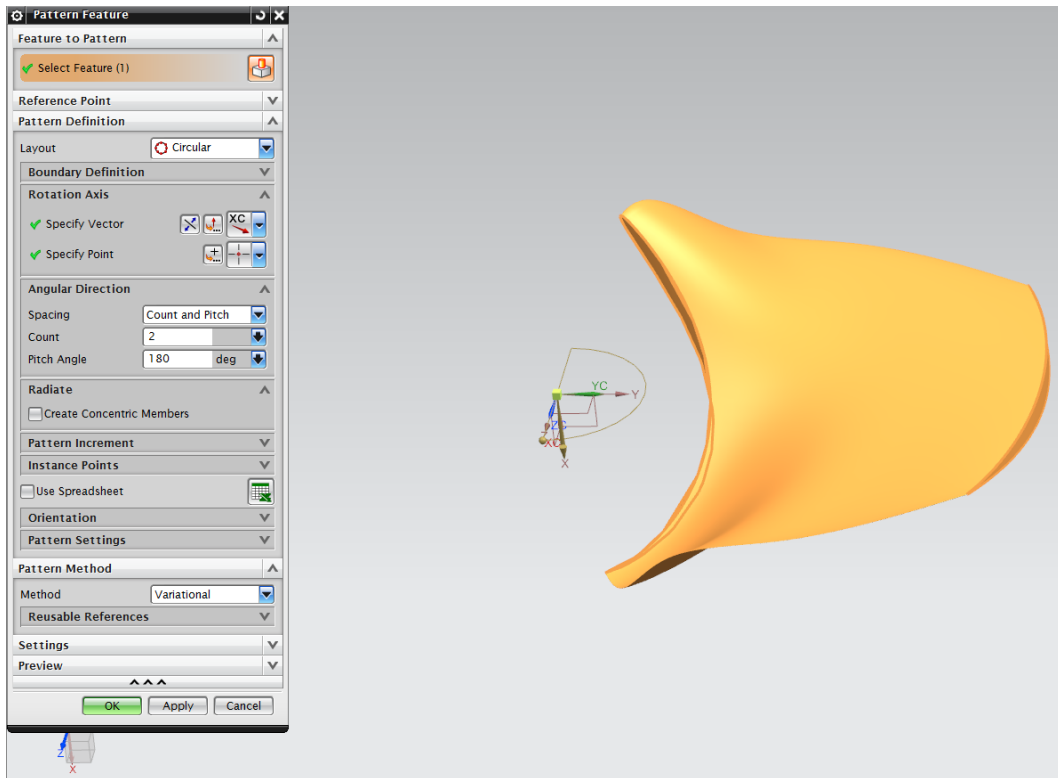 Pattern Feature
Feature to Pattern
Select Feature (1)
Reference Point
Pattern Definition
Layout Circular
Boundary Definition
Rotation Axis
Specify Vector XC
Specify Point
Angular Direction
Spacing Count and Pitch
Count 2
Pitch Angle 180 deg
Radiate
Create Concentric Members
Pattern Increment
Instance Points
Use Spreadsheet
Orientation
Pattern Settings
Pattern Method
Method Variational
Reusable References
Settings
Preview
OK Apply Cancel
YC Y
ZC
Z
XC
X
Z
X